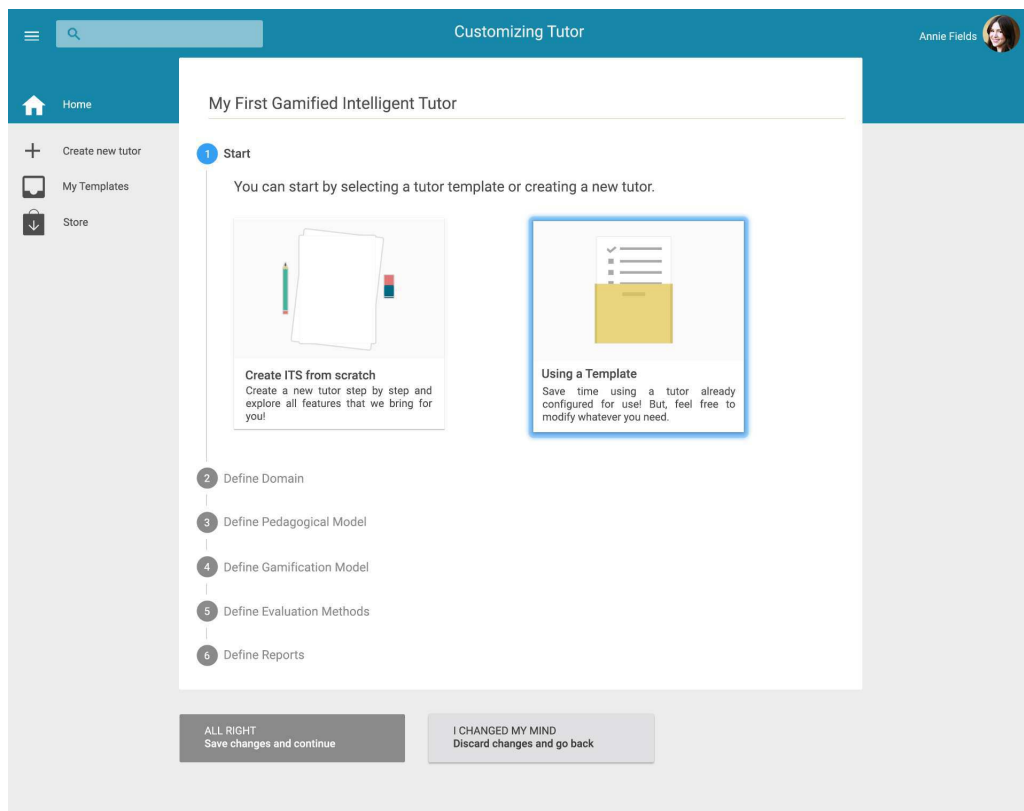 Customizing Tutor
Annie Fields
Home
Create new tutor
My Templates
Store
My First Gamified Intelligent Tutor
1 Start
You can start by selecting a tutor template or creating a new tutor.
Create ITS from scratch
Create a new tutor step by step and
explore all features that we bring for
you!
Using a Template
Save time using a tutor already
configured for use! But, feel free to
modify whatever you need.
2 Define Domain
3 Define Pedagogical Model
4 Define Gamification Model
5 Define Evaluation Methods
6 Define Reports
ALL RIGHT
Save changes and continue
I CHANGED MY MIND
Discard changes and go back